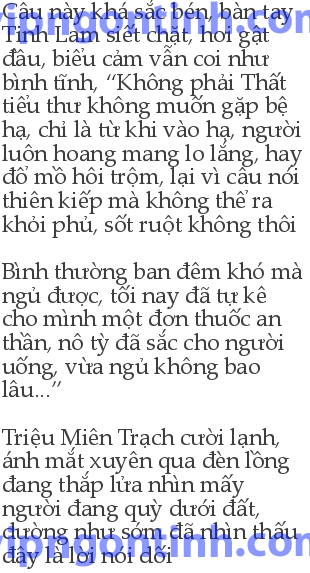 Câu này khá sắc bén, bàn tay
Tinh Lam siết chặt, hơi gật
đầu, biểu cảm vẫn coi như
bình tĩnh, “Không phải Thất
tiểu thư không muốn gặp bệ
hạ, chỉ là từ khi vào hạ, người
luôn hoang mang lo lắng, hay
đổ mồ hôi trộm, lại vì câu nói
thiên kiếp mà không thể ra
khỏi phủ, sốt ruột không thôi
Bình thường ban đêm khó mà
ngủ được, tối nay đã tự kê
cho mình một đơn thuốc an
thần, nô tỳ đã sắc cho người
uống, vừa ngủ không bao
lâu...”
Triệu Miên Trạch cười lạnh,
ánh mắt xuyên qua đèn lồng
đang thắp lửa nhìn mấy
người đang quỳ dưới đất,
dường như sớm đã nhìn thấu
đây là lời nói dối